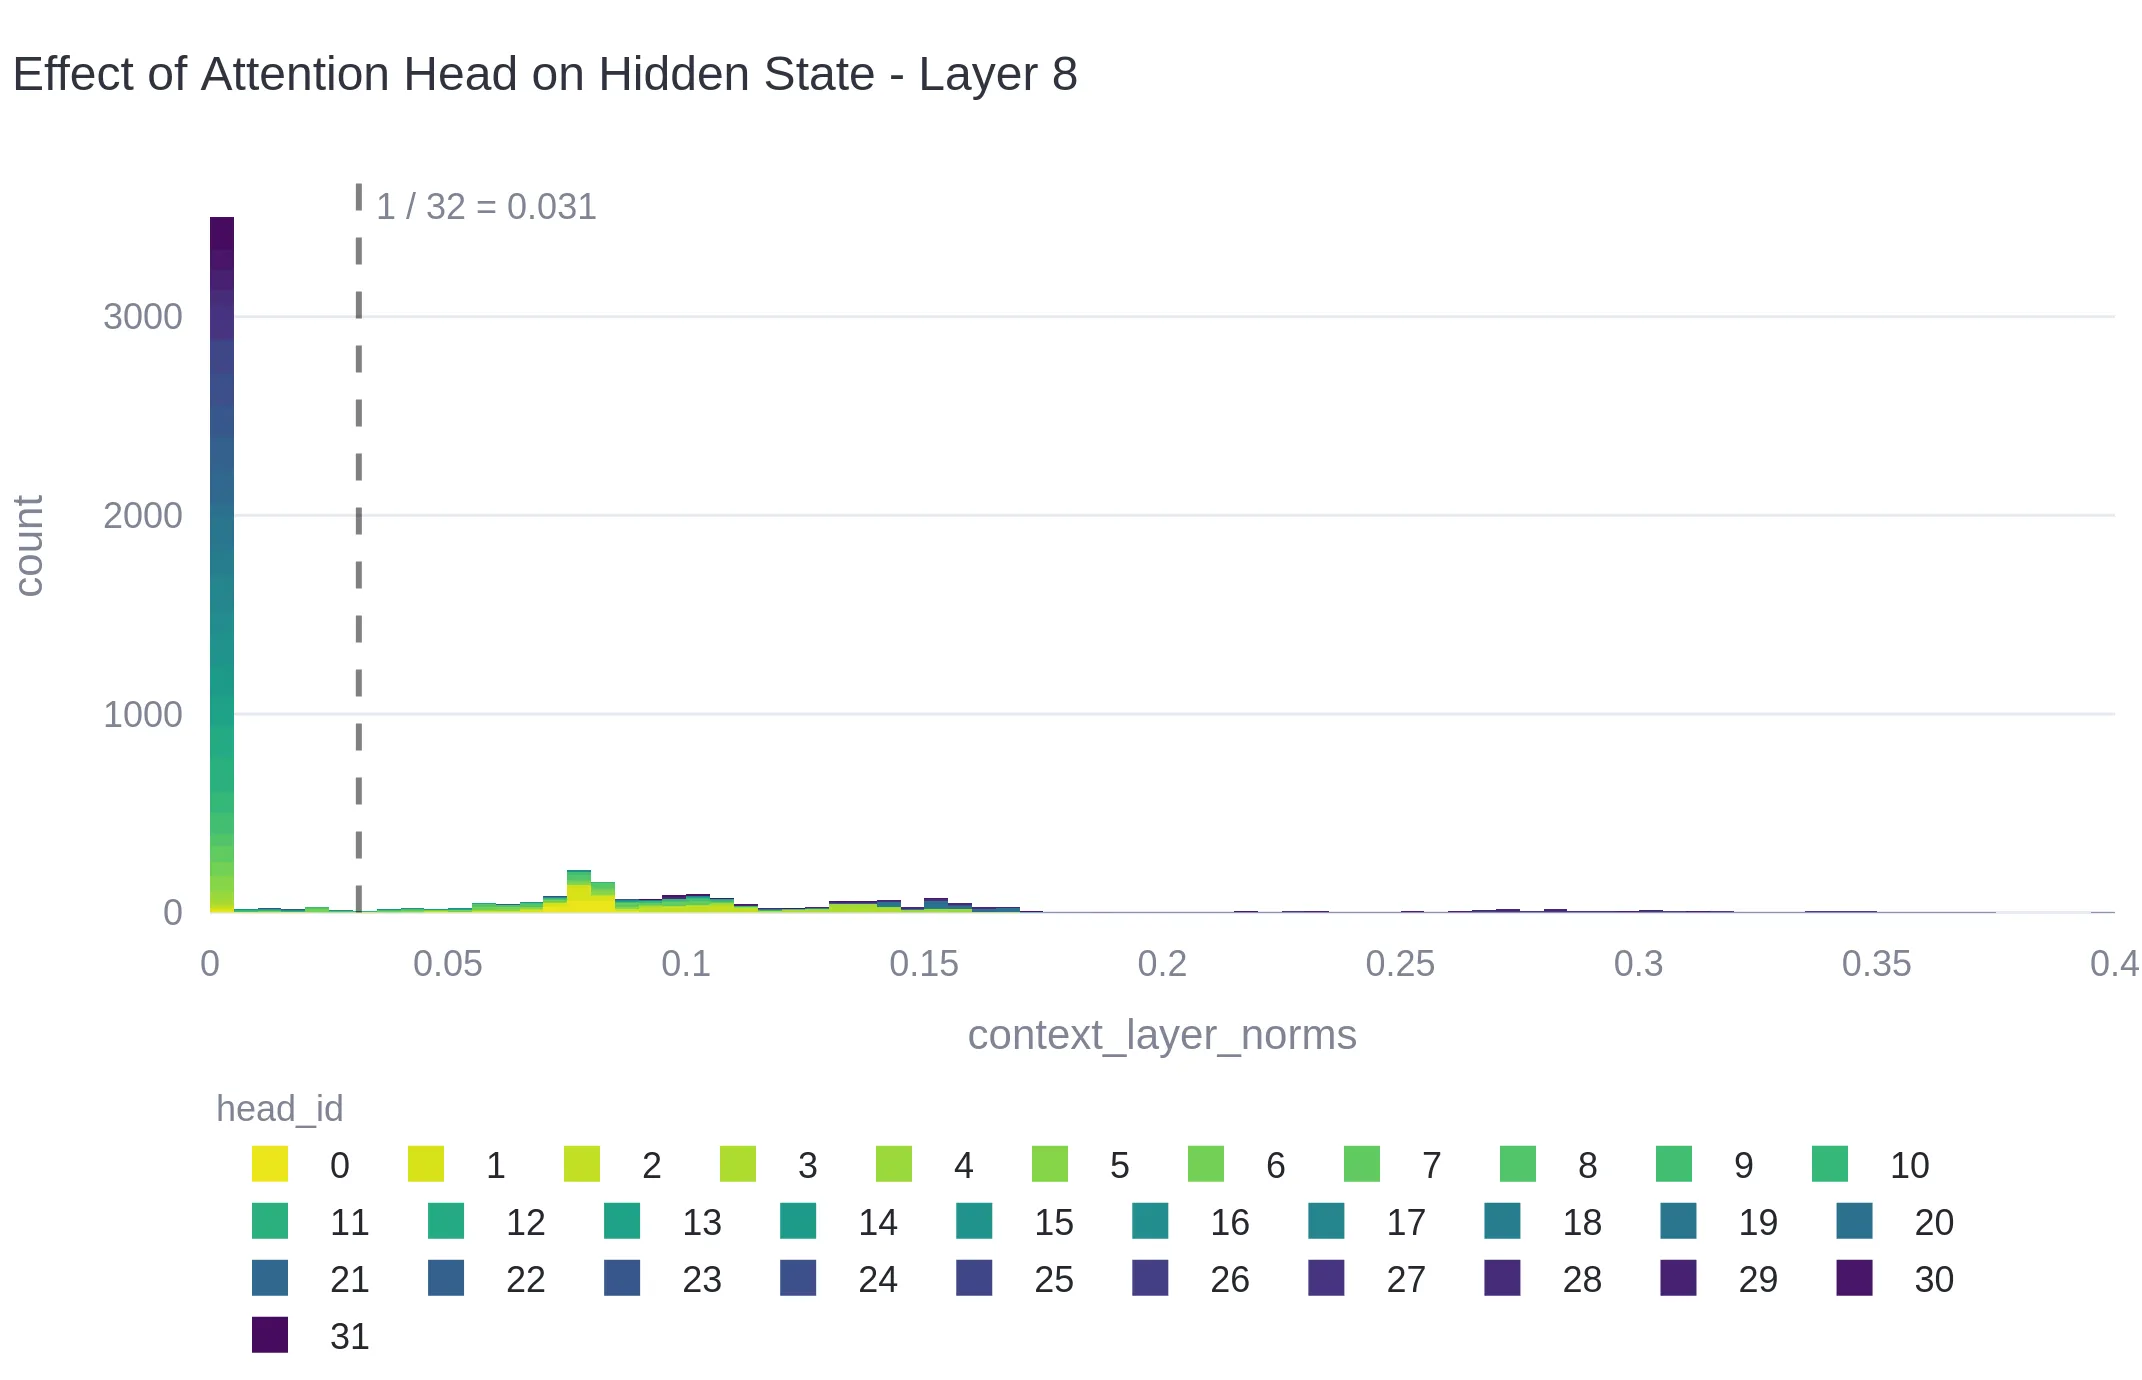 Effect of Attention Head on Hidden State - Layer 8
1 / 32 = 0.031
3000
2000
1000
0
count
0 0.05 0.1 0.15 0.2 0.25 0.3 0.35 0.4
context_layer_norms
head_id
0 1 2 3 4 5 6 7 8 9 10
11 12 13 14 15 16 17 18 19 20
21 22 23 24 25 26 27 28 29 30
31